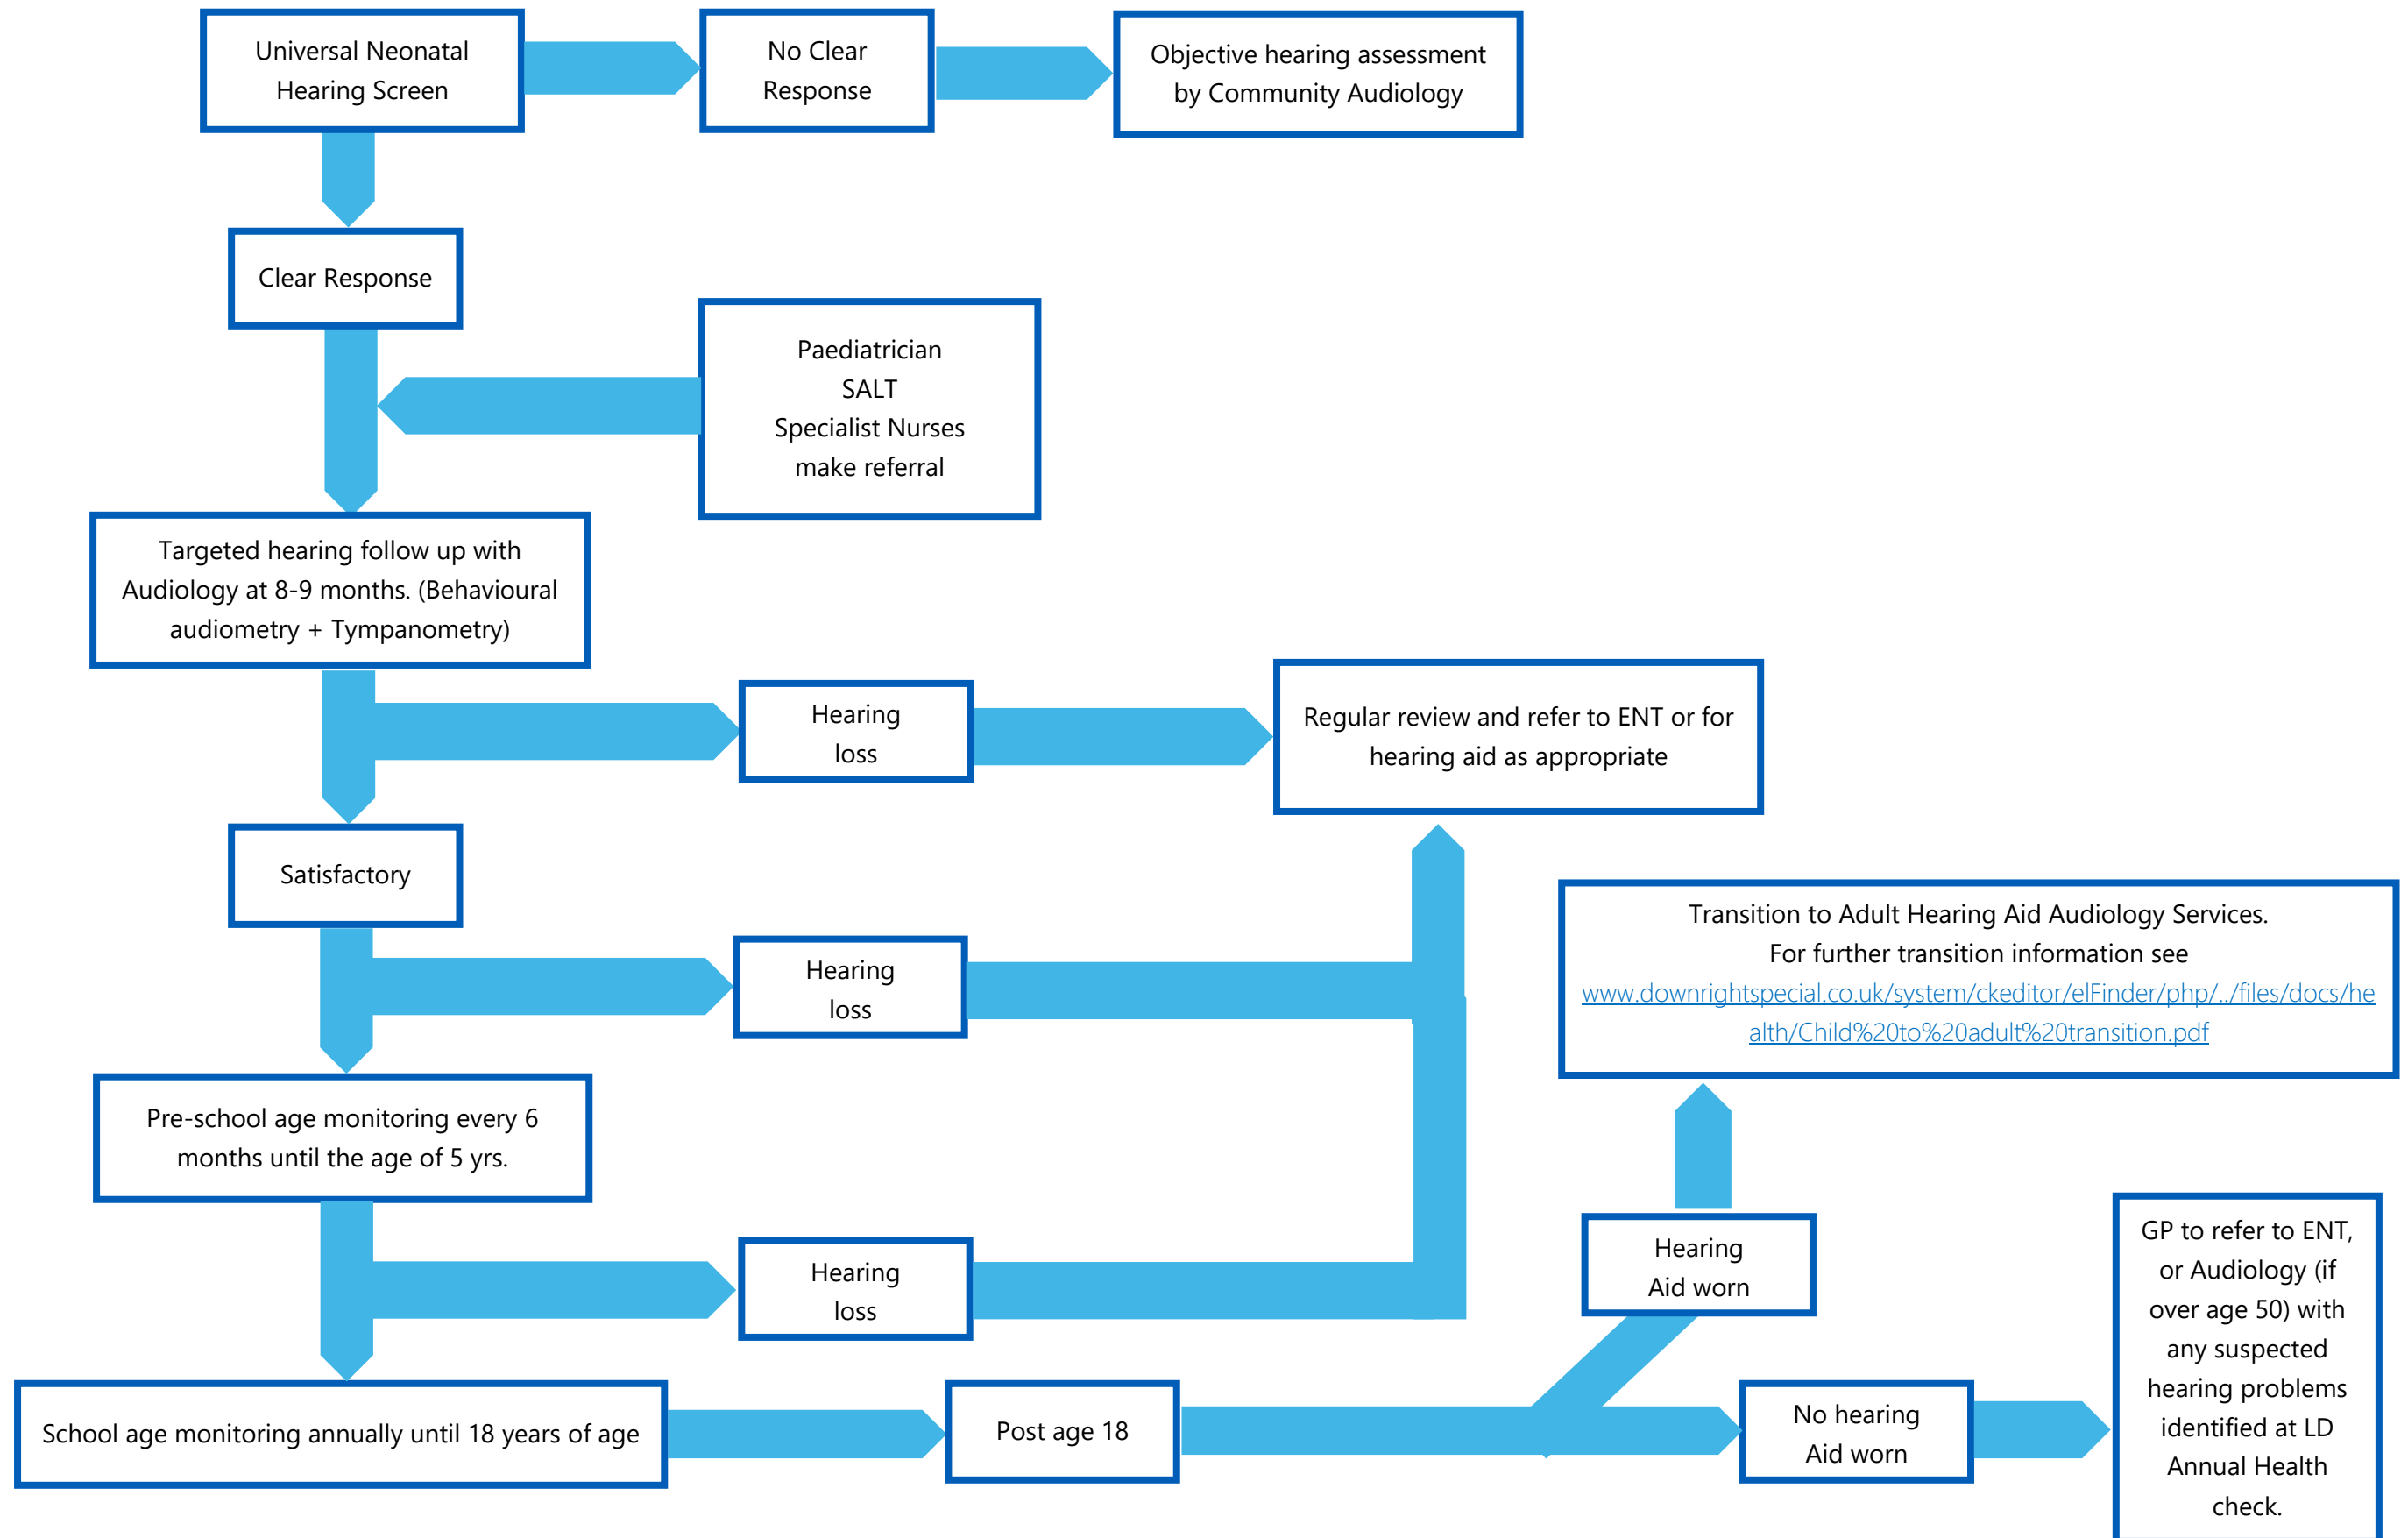 Universal Neonatal
Hearing Screen
No Clear
Response
Objective hearing assessment
by Community Audiology
Clear Response
Paediatrician
SALT
Specialist Nurses
make referral
Targeted hearing follow up with
Audiology at 8-9 months. (Behavioural
audiometry + Tympanometry)
Hearing
loss
Regular review and refer to ENT or for
hearing aid as appropriate
Satisfactory
Hearing
loss
Transition to Adult Hearing Aid Audiology Services.
For further transition information see
www.downrightspecial.co.uk/system/ckeditor/elFinder/php/../files/docs/he
alth/Child%20to%20adult%20transition.pdf
Pre-school age monitoring every 6
months until the age of 5 yrs.
Hearing
loss
Hearing
Aid worn
School age monitoring annually until 18 years of age
Post age 18
No hearing
Aid worn
GP to refer to ENT,
or Audiology (if
over age 50) with
any suspected
hearing problems
identified at LD
Annual Health
check.